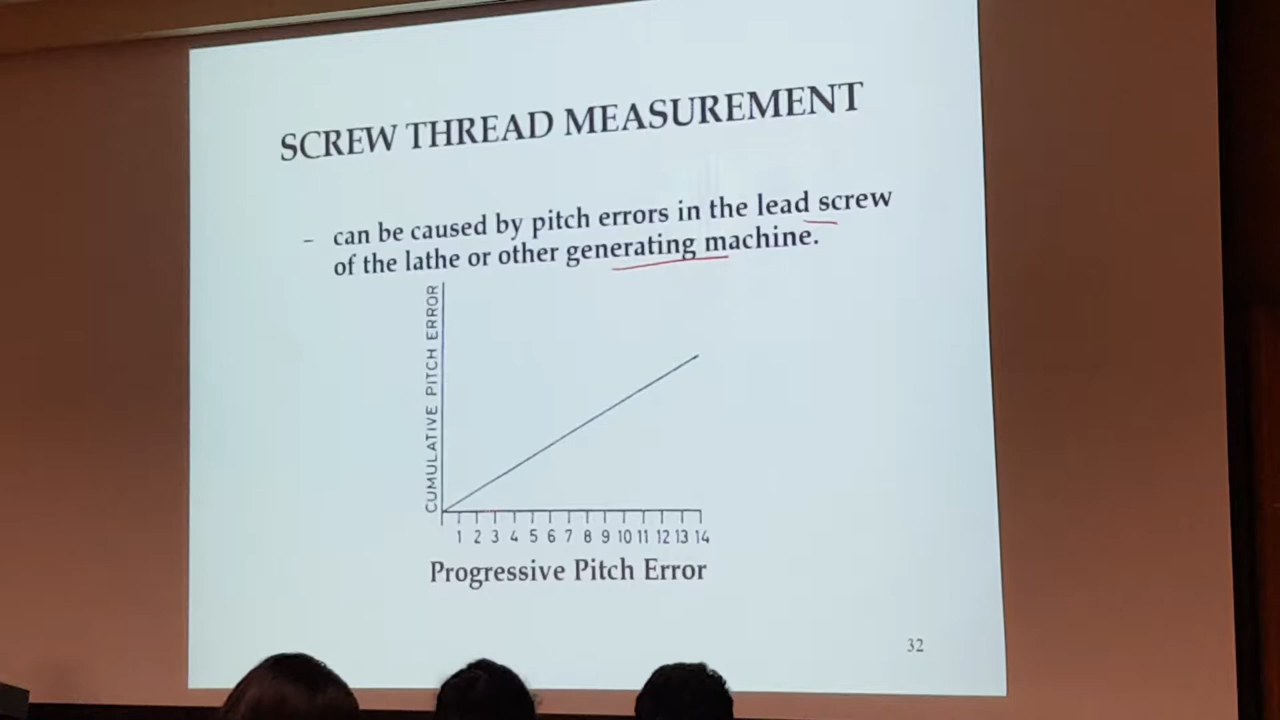 SCREW THREAD MEASUREMENT
– can be caused by pitch errors in the lead screw
of the lathe or other generating machine.
CUMULATIVE PITCH ERROR
1 2 3 4 5 6 7 8 9 10 11 12 13 14
Progressive Pitch Error
32